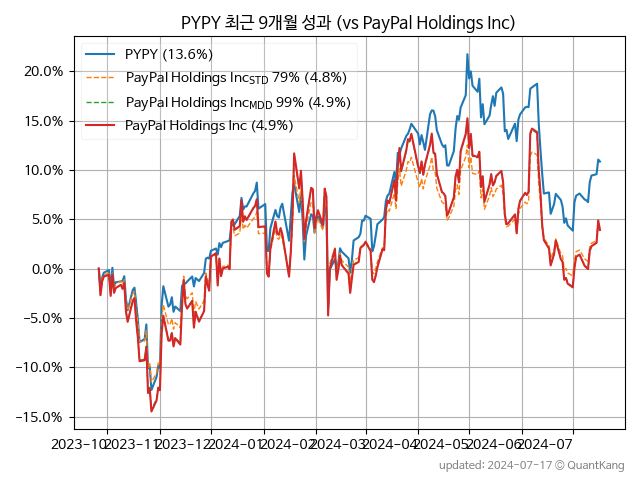 PYPY 최근 9개월 성과 (vs PayPal Holdings Inc)
PYPY (13.6%)
PayPal Holdings Inc_STD 79% (4.8%)
PayPal Holdings Inc_MDD 99% (4.9%)
PayPal Holdings Inc (4.9%)
20.0%
15.0%
10.0%
5.0%
0.0%
−5.0%
−10.0%
−15.0%
2023-10 2023-11 2023-12 2024-01 2024-02 2024-03 2024-04 2024-05 2024-06 2024-07
updated: 2024-07-17 © QuantKang